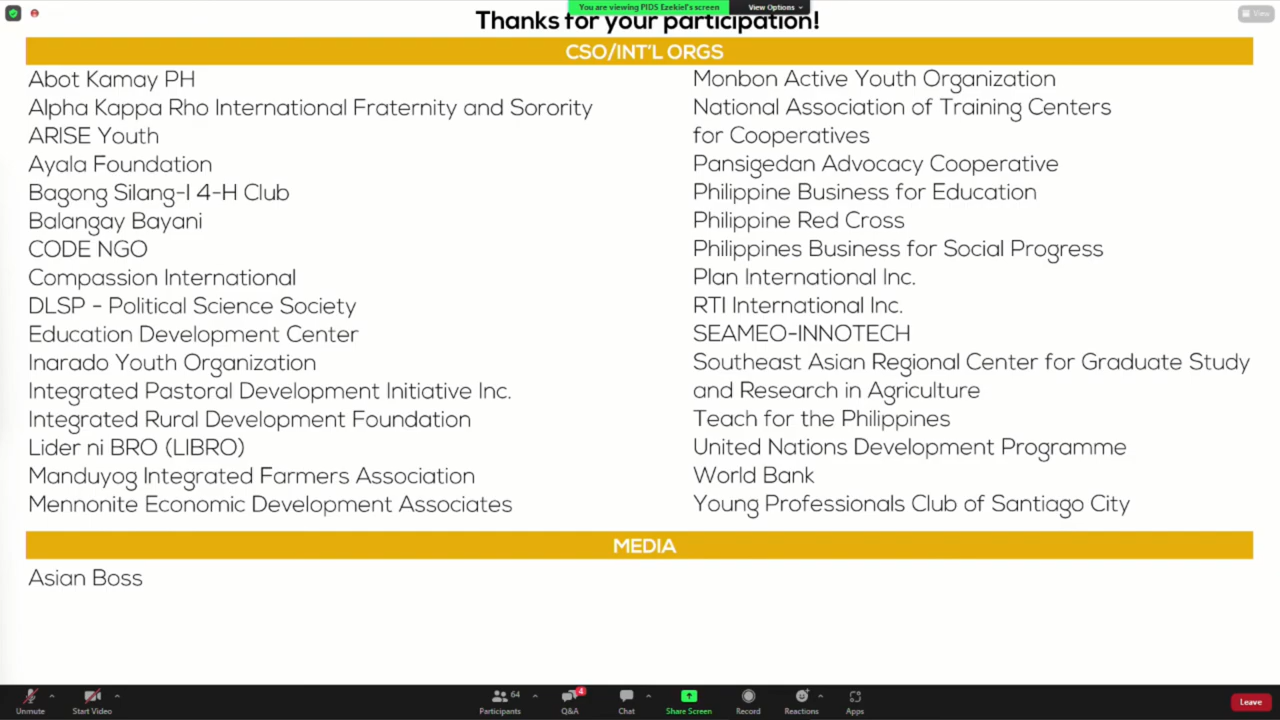 You are viewing PIDS Ezekiel's screen
View Options
View
Thanks for your participation!
CSO/INT'L ORGS
Abot Kamay PH
Alpha Kappa Rho International Fraternity and Sorority
ARISE Youth
Ayala Foundation
Bagong Silang-I 4-H Club
Balangay Bayani
CODE NGO
Compassion International
DLSP - Political Science Society
Education Development Center
Inarado Youth Organization
Integrated Pastoral Development Initiative Inc.
Integrated Rural Development Foundation
Lider ni BRO (LIBRO)
Manduyog Integrated Farmers Association
Mennonite Economic Development Associates
Monbon Active Youth Organization
National Association of Training Centers
for Cooperatives
Pansigedan Advocacy Cooperative
Philippine Business for Education
Philippine Red Cross
Philippines Business for Social Progress
Plan International Inc.
RTI International Inc.
SEAMEO-INNOTECH
Southeast Asian Regional Center for Graduate Study
and Research in Agriculture
Teach for the Philippines
United Nations Development Programme
World Bank
Young Professionals Club of Santiago City
MEDIA
Asian Boss
Unmute
Start Video
64
Participants
4
Q&A
Chat
Share Screen
Record
Reactions
Apps
Leave